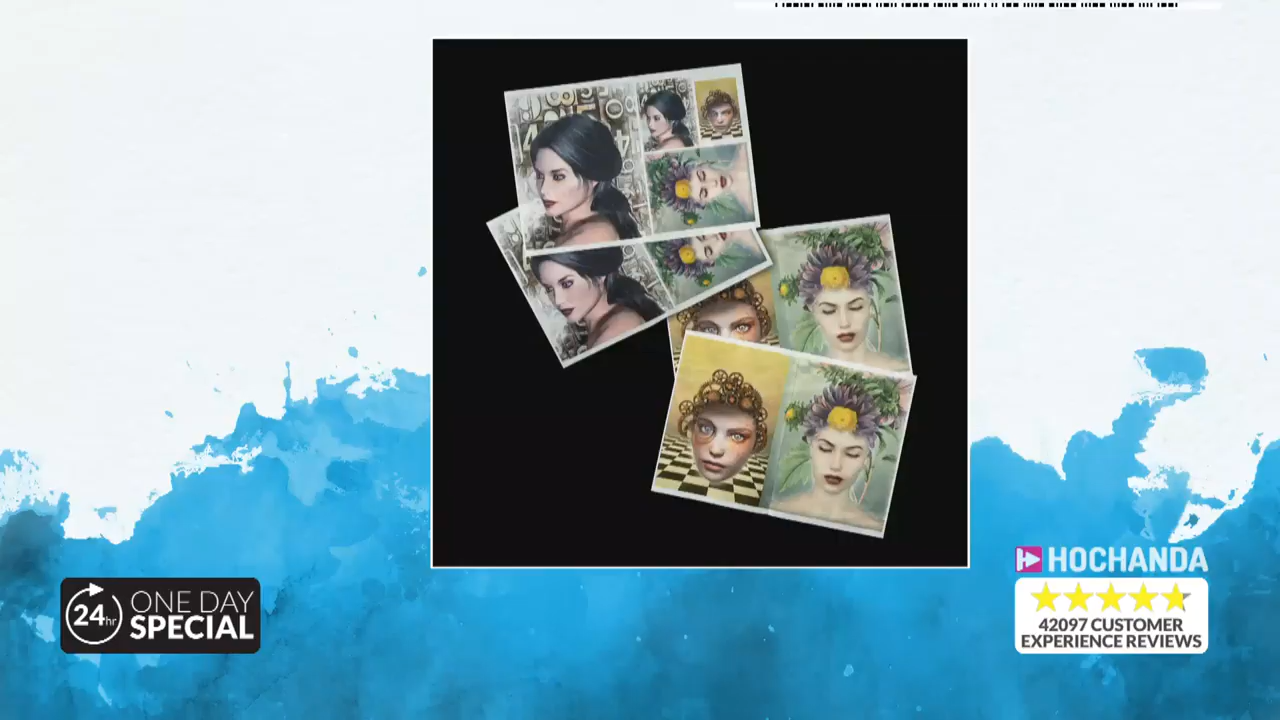 24hr ONE DAY
SPECIAL
HOCHANDA
42097 CUSTOMER
EXPERIENCE REVIEWS